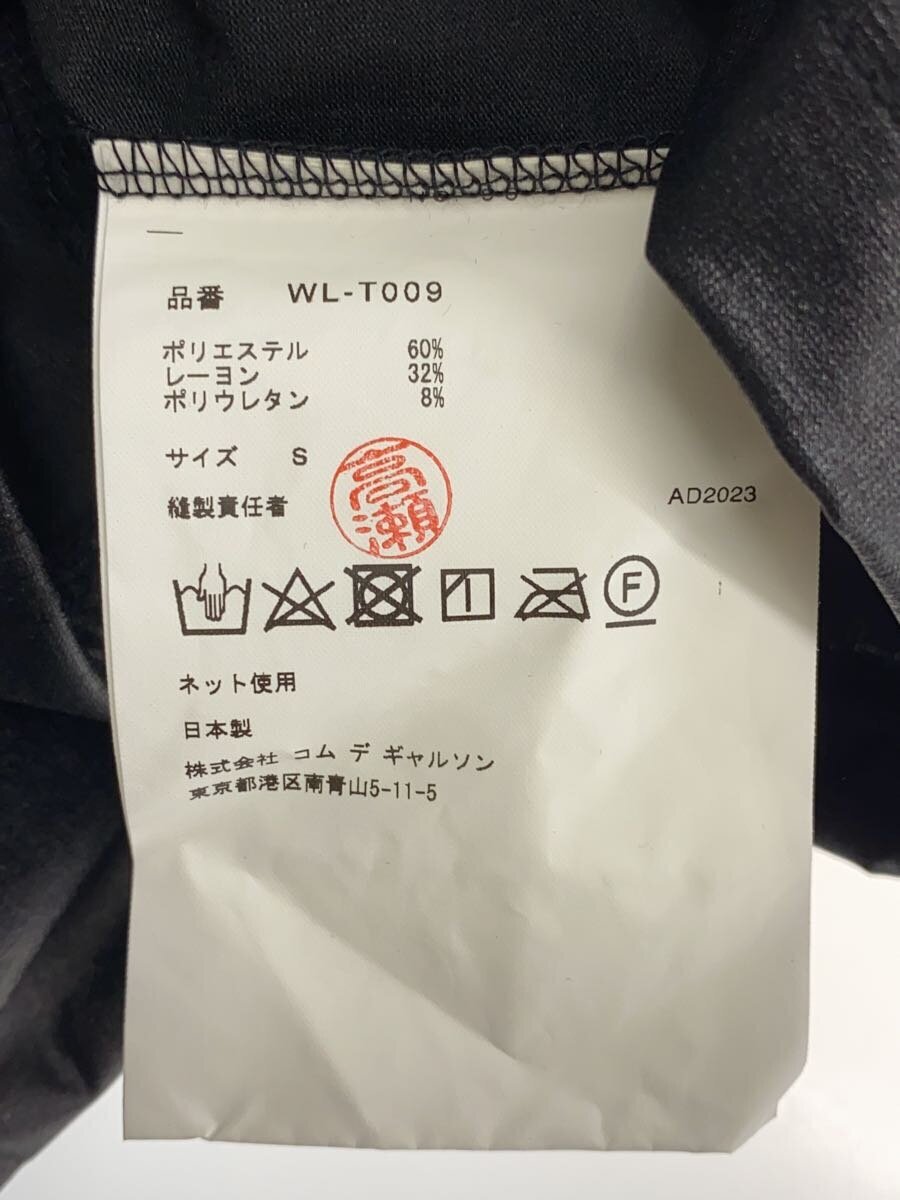 品番 WL-T009
ポリエステル 60%
レーヨン 32%
ポリウレタン 8%
サイズ S
縫製責任者 高瀬
AD2023
F
ネット使用
日本製
株式会社 コム デ ギャルソン
東京都港区南青山5-11-5